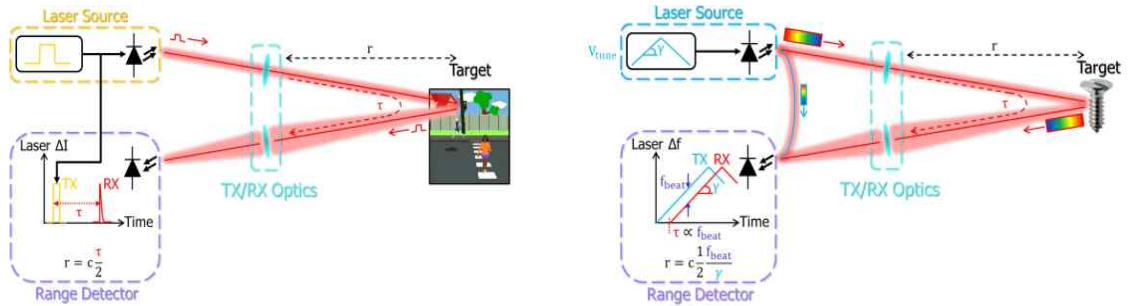 Laser Source
r
Target
τ
TX/RX Optics
Laser ΔI
TX
RX
τ
Time
r = c τ/2
Range Detector
Laser Source
V_tune
γ
r
Target
τ
TX/RX Optics
Laser Δf
TX RX
f_beat
γ
Time
τ ∝ f_beat
r = c 1/2 f_beat/γ
Range Detector